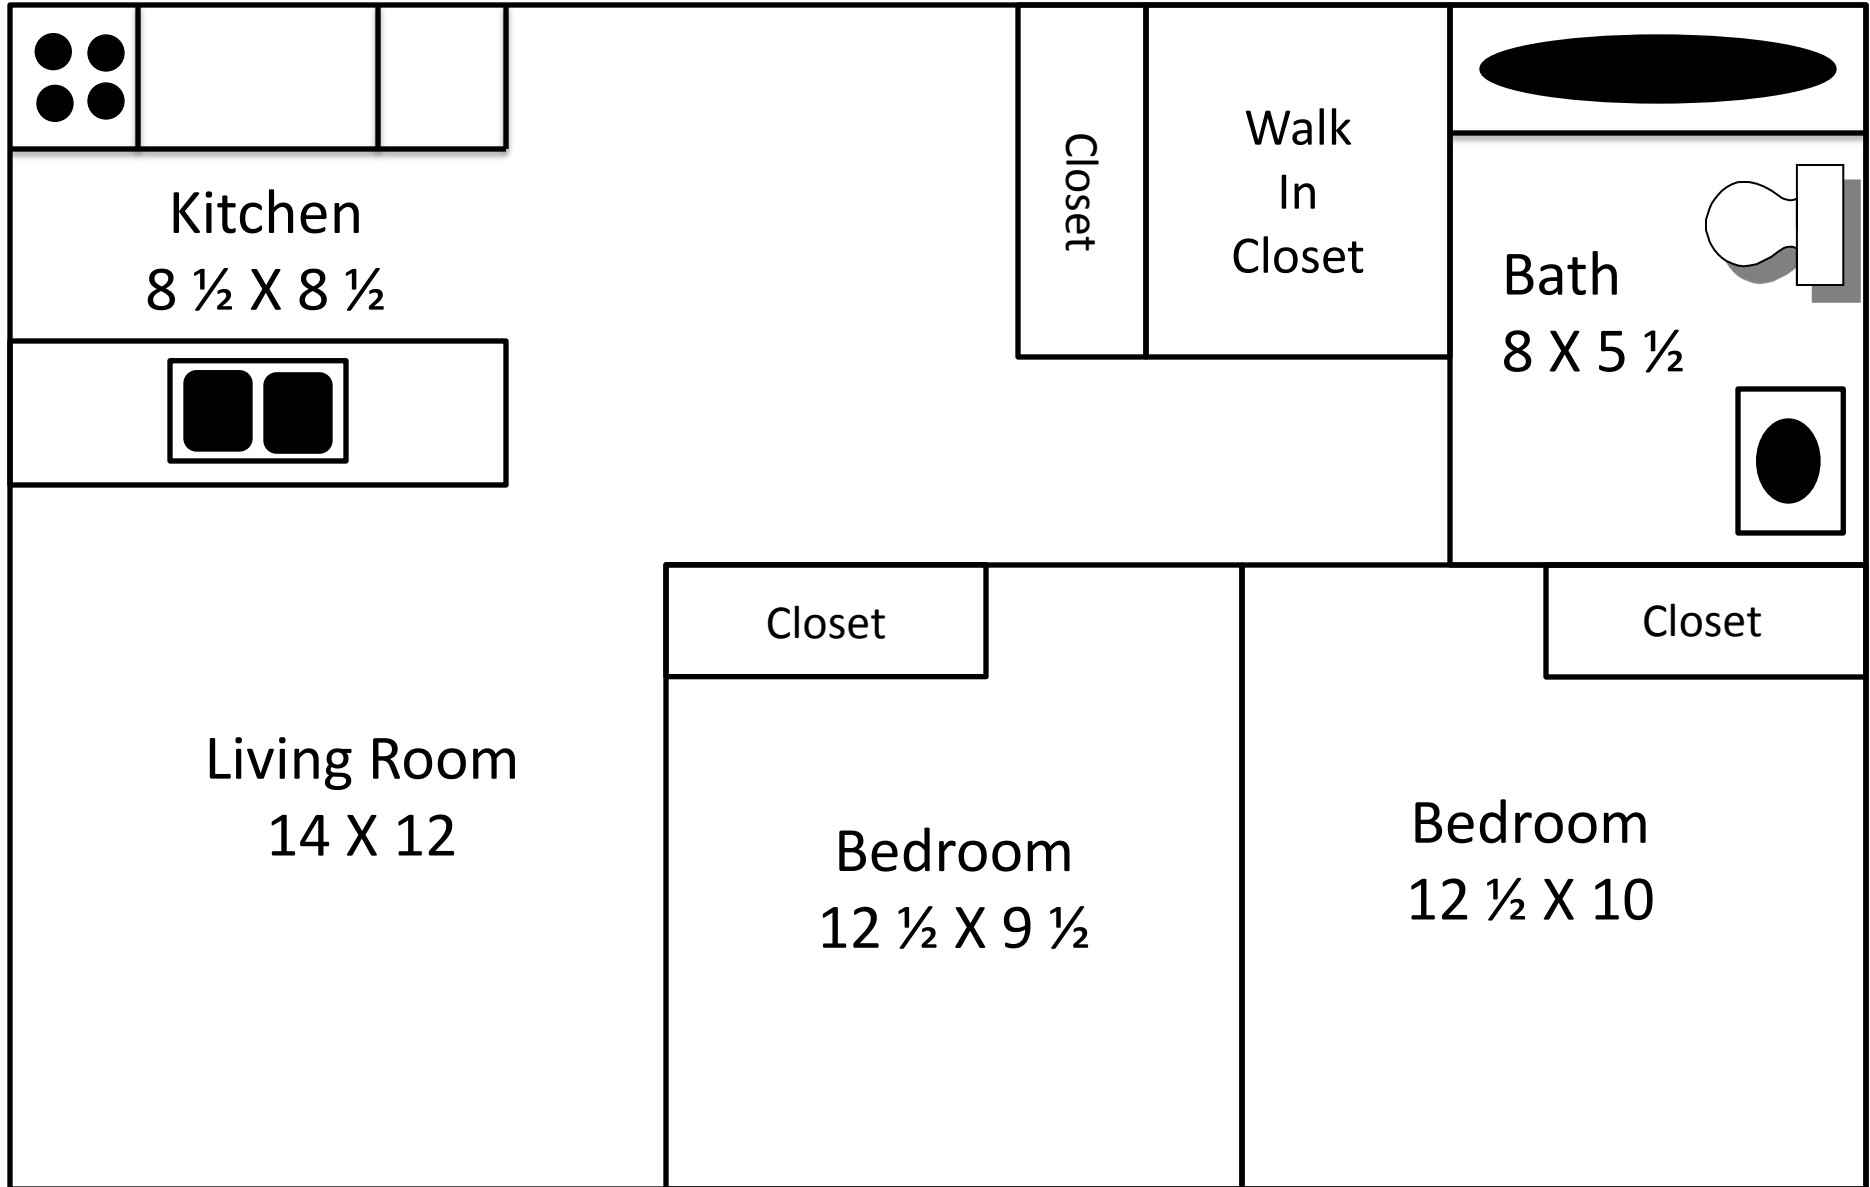 Kitchen
8 ½ X 8 ½
Closet
Walk
In
Closet
Bath
8 X 5 ½
Living Room
14 X 12
Closet
Bedroom
12 ½ X 9 ½
Closet
Bedroom
12 ½ X 10